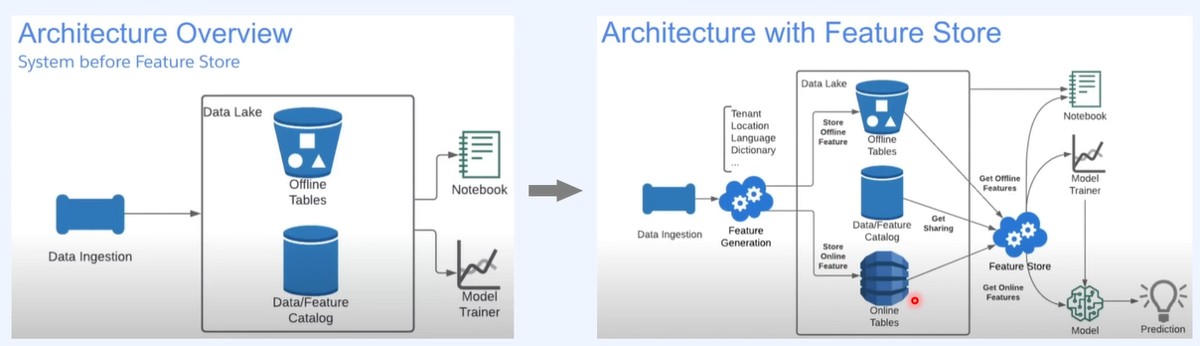 Architecture Overview
System before Feature Store
Data Lake
Offline
Tables
Data Ingestion
Data/Feature
Catalog
Notebook
Model
Trainer
Architecture with Feature Store
Data Lake
Tenant
Location
Language
Dictionary
...
Store
Offline
Feature
Offline
Tables
Notebook
Get Offline
Features
Model
Trainer
Data Ingestion
Feature
Generation
Data/Feature
Catalog
Get
Sharing
Store
Online
Feature
Feature Store
Get Online
Features
Online
Tables
Model
Prediction